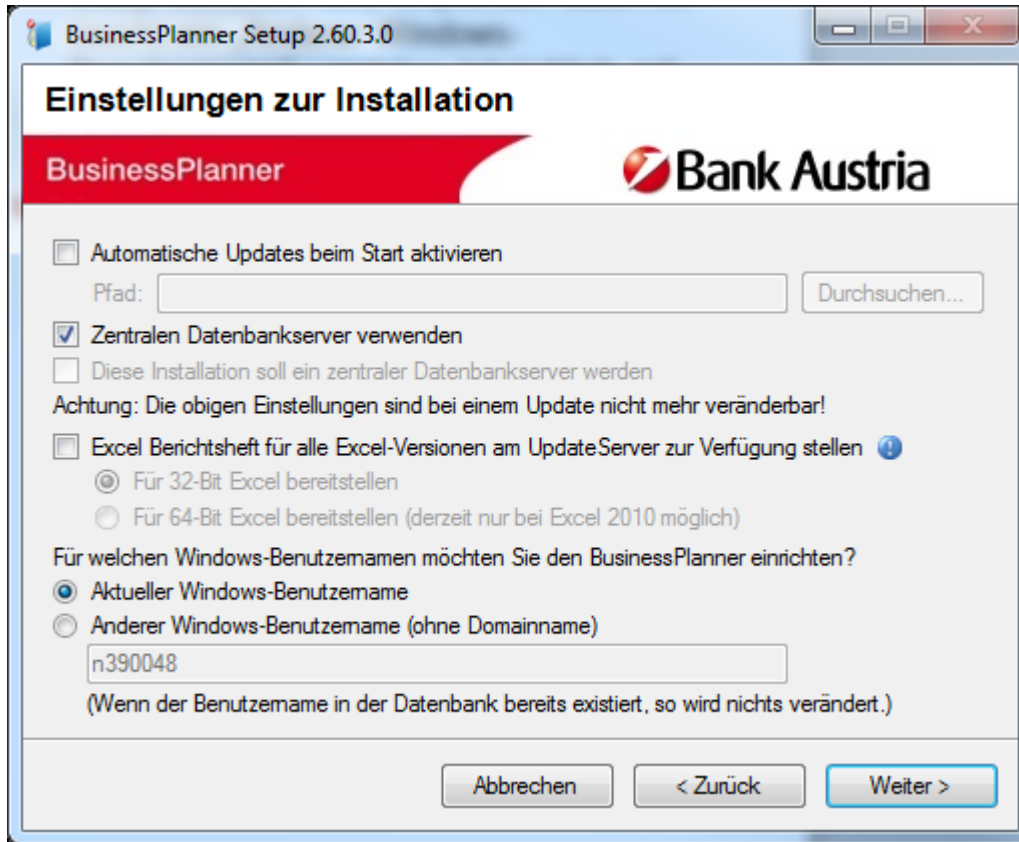 BusinessPlanner Setup 2.60.3.0
Einstellungen zur Installation
BusinessPlanner
Bank Austria
Automatische Updates beim Start aktivieren
Pfad:
Durchsuchen...
Zentralen Datenbankserver verwenden
Diese Installation soll ein zentraler Datenbankserver werden
Achtung: Die obigen Einstellungen sind bei einem Update nicht mehr veränderbar!
Excel Berichtsheft für alle Excel-Versionen am UpdateServer zur Verfügung stellen
Für 32-Bit Excel bereitstellen
Für 64-Bit Excel bereitstellen (derzeit nur bei Excel 2010 möglich)
Für welchen Windows-Benutzernamen möchten Sie den BusinessPlanner einrichten?
Aktueller Windows-Benutzername
Anderer Windows-Benutzername (ohne Domainname)
n390048
(Wenn der Benutzername in der Datenbank bereits existiert, so wird nichts verändert.)
Abbrechen
< Zurück
Weiter >